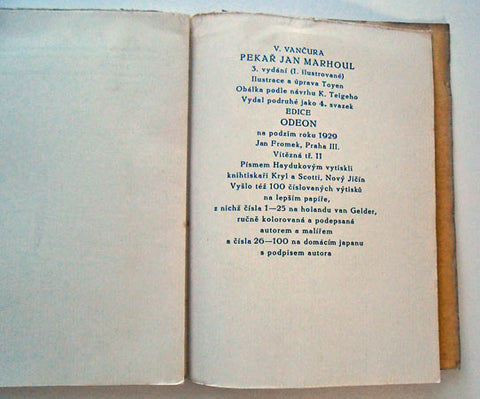 V. VANČURA
PEKAŘ JAN MARHOUL
3. vydání (1. ilustrované)
Ilustrace a úprava Toyen
Obálka podle návrhu K. Teigeho
Vydal podruhé jako 4. svazek
EDICE
ODEON
na podzim roku 1929
Jan Fromek, Praha III.
Vítězná tř. 11
Písmem Haydukovým vytiskli
knihtiskaři Kryl a Scotti, Nový Jičín
Vyšlo též 100 číslovaných výtisků
na lepším papíře,
z nichž čísla 1—25 na holandu van Gelder,
ručně kolorovaná a podepsaná
autorem a malířem
a čísla 26—100 na domácím japanu
s podpisem autora